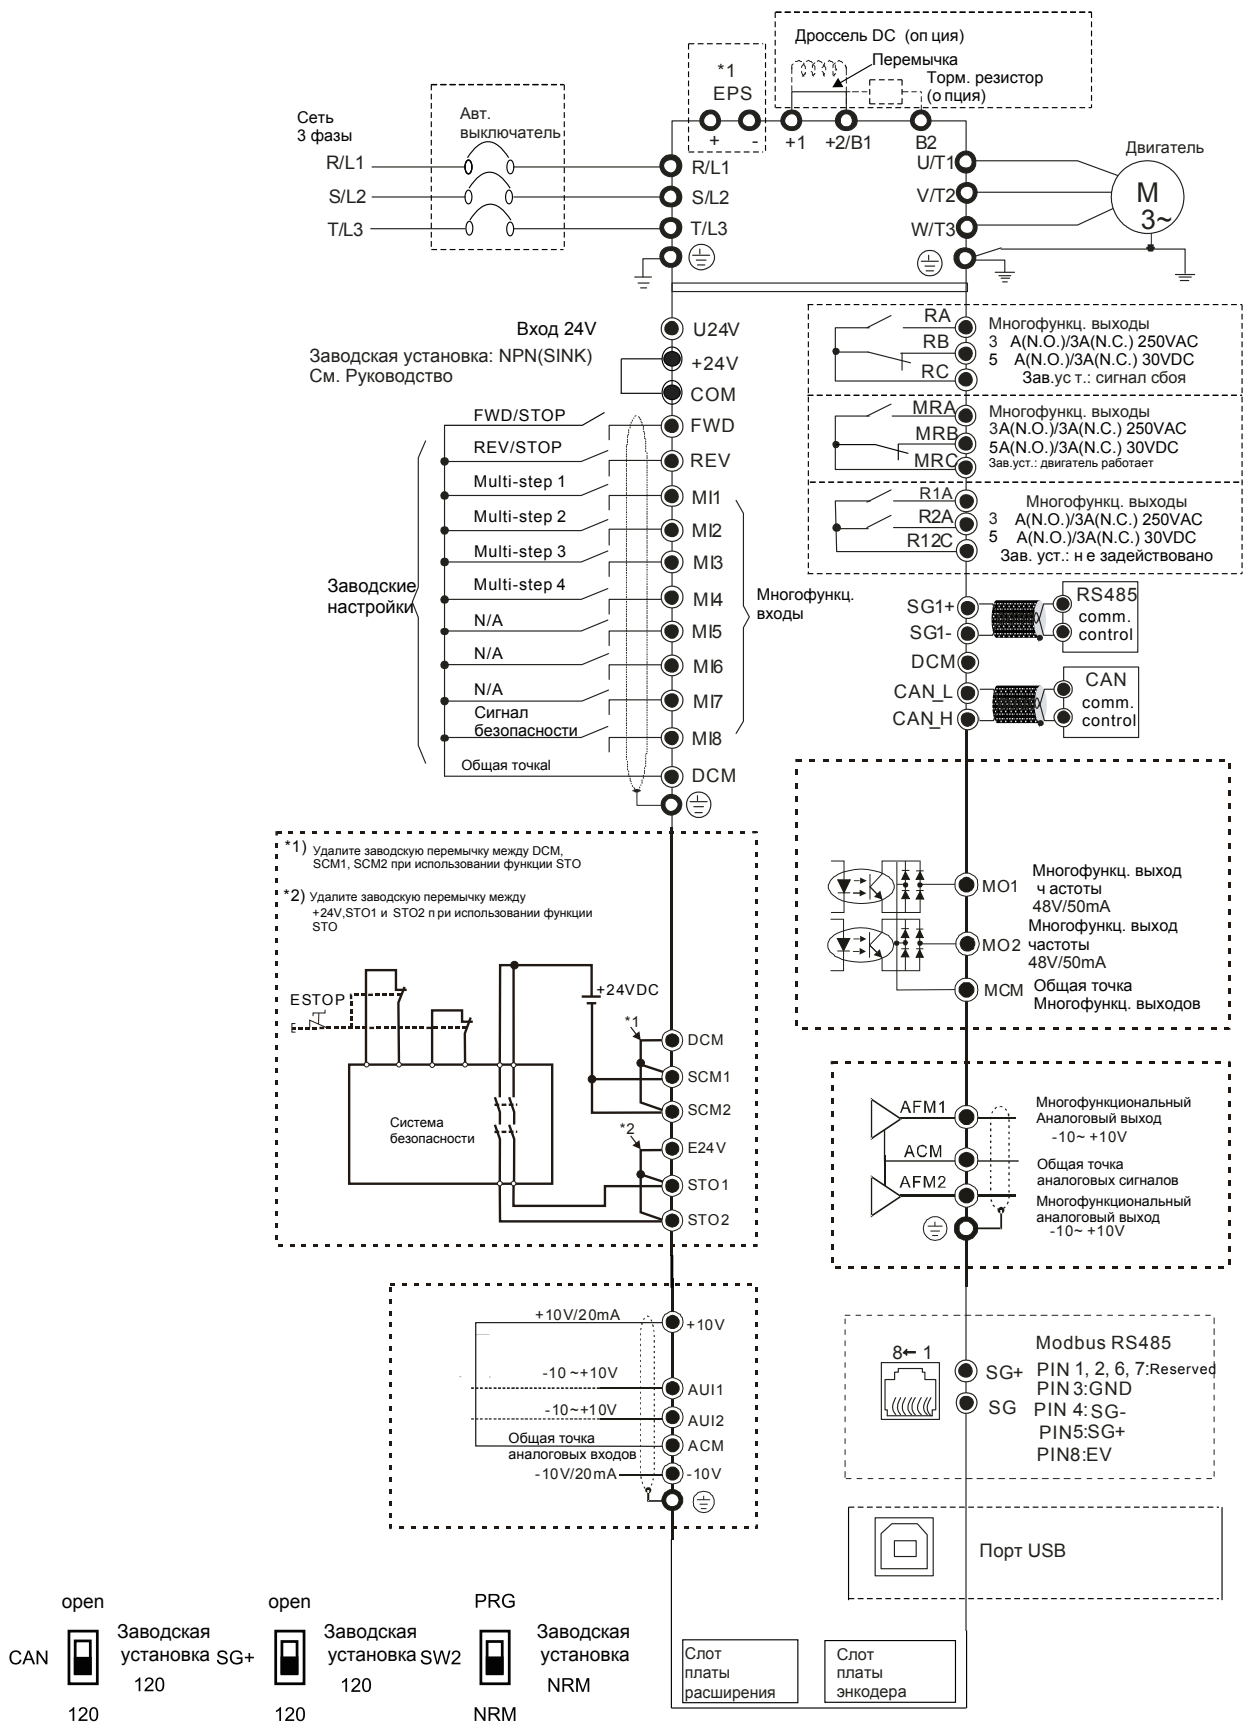 Дроссель DC (оп ция)
Перемычка
Торм. резистор
(о пция)
*1
EPS
+ -
+1 +2/B1 B2
Сеть
3 фазы
Авт.
выключатель
R/L1
S/L2
T/L3
R/L1
S/L2
T/L3
U/T1
V/T2
W/T3
Двигатель
M
3~
Вход 24V
U24V
Заводская установка: NPN(SINK)
См. Руководство
+24V
COM
FWD/STOP FWD
REV/STOP REV
Multi-step 1 MI1
Multi-step 2 MI2
Multi-step 3 MI3
Multi-step 4 MI4
N/A MI5
N/A MI6
N/A MI7
Сигнал
безопасности MI8
Общая точкаl DCM
Заводские
настройки
Многофунц.
входы
RA
RB
RC
Многофункц. выходы
3 A(N.O.)/3A(N.C.) 250VAC
5 A(N.O.)/3A(N.C.) 30VDC
Зав.ус т.: сигнал сбоя
MRA
MRB
MRC
Многофункц. выходы
3A(N.O.)/3A(N.C.) 250VAC
5A(N.O.)/3A(N.C.) 30VDC
Зав.уст.: двигатель работает
R1A
R2A
R12C
Многофункц. выходы
3 A(N.O.)/3A(N.C.) 250VAC
5 A(N.O.)/3A(N.C.) 30VDC
Зав. уст.: н е задействовано
SG1+
SG1-
DCM
CAN_L
CAN_H
RS485
comm.
control
CAN
comm.
control
*1) Удалите заводскую перемычку между DCM,
SCM1, SCM2 при использовании функции STO
*2) Удалите заводскую перемычку между
+24V,STO1 и STO2 п ри использовании функции
STO
ESTOP
E
+24VDC
Система
безопасности
*1
DCM
SCM1
SCM2
*2
E24V
STO1
STO2
MO1
Многофункц. выход
ч астоты
48V/50mA
MO2
Многофункц. выход
частоты
48V/50mA
MCM
Общая точка
Многофункц. выходов
AFM1
Многофункциональный
Аналоговый выход
-10~ +10V
ACM
Общая точка
аналоговых сигналов
AFM2
Многофункциональный
аналоговый выход
-10~ +10V
+10V/20mA +10V
-10 ~+10V AUI1
-10~+10V AUI2
Общая точка
аналоговых входов
ACM
-10V/20mA -10V
8← 1
SG+
SG
Modbus RS485
PIN 1, 2, 6, 7:Reserved
PIN 3:GND
PIN 4:SG-
PIN5:SG+
PIN8:EV
Порт USB
Слот
платы
расширения
Слот
платы
энкодера
open
CAN
Заводская
установка
120
120
open
SG+
Заводская
установка
120
120
PRG
SW2
Заводская
установка
NRM
NRM